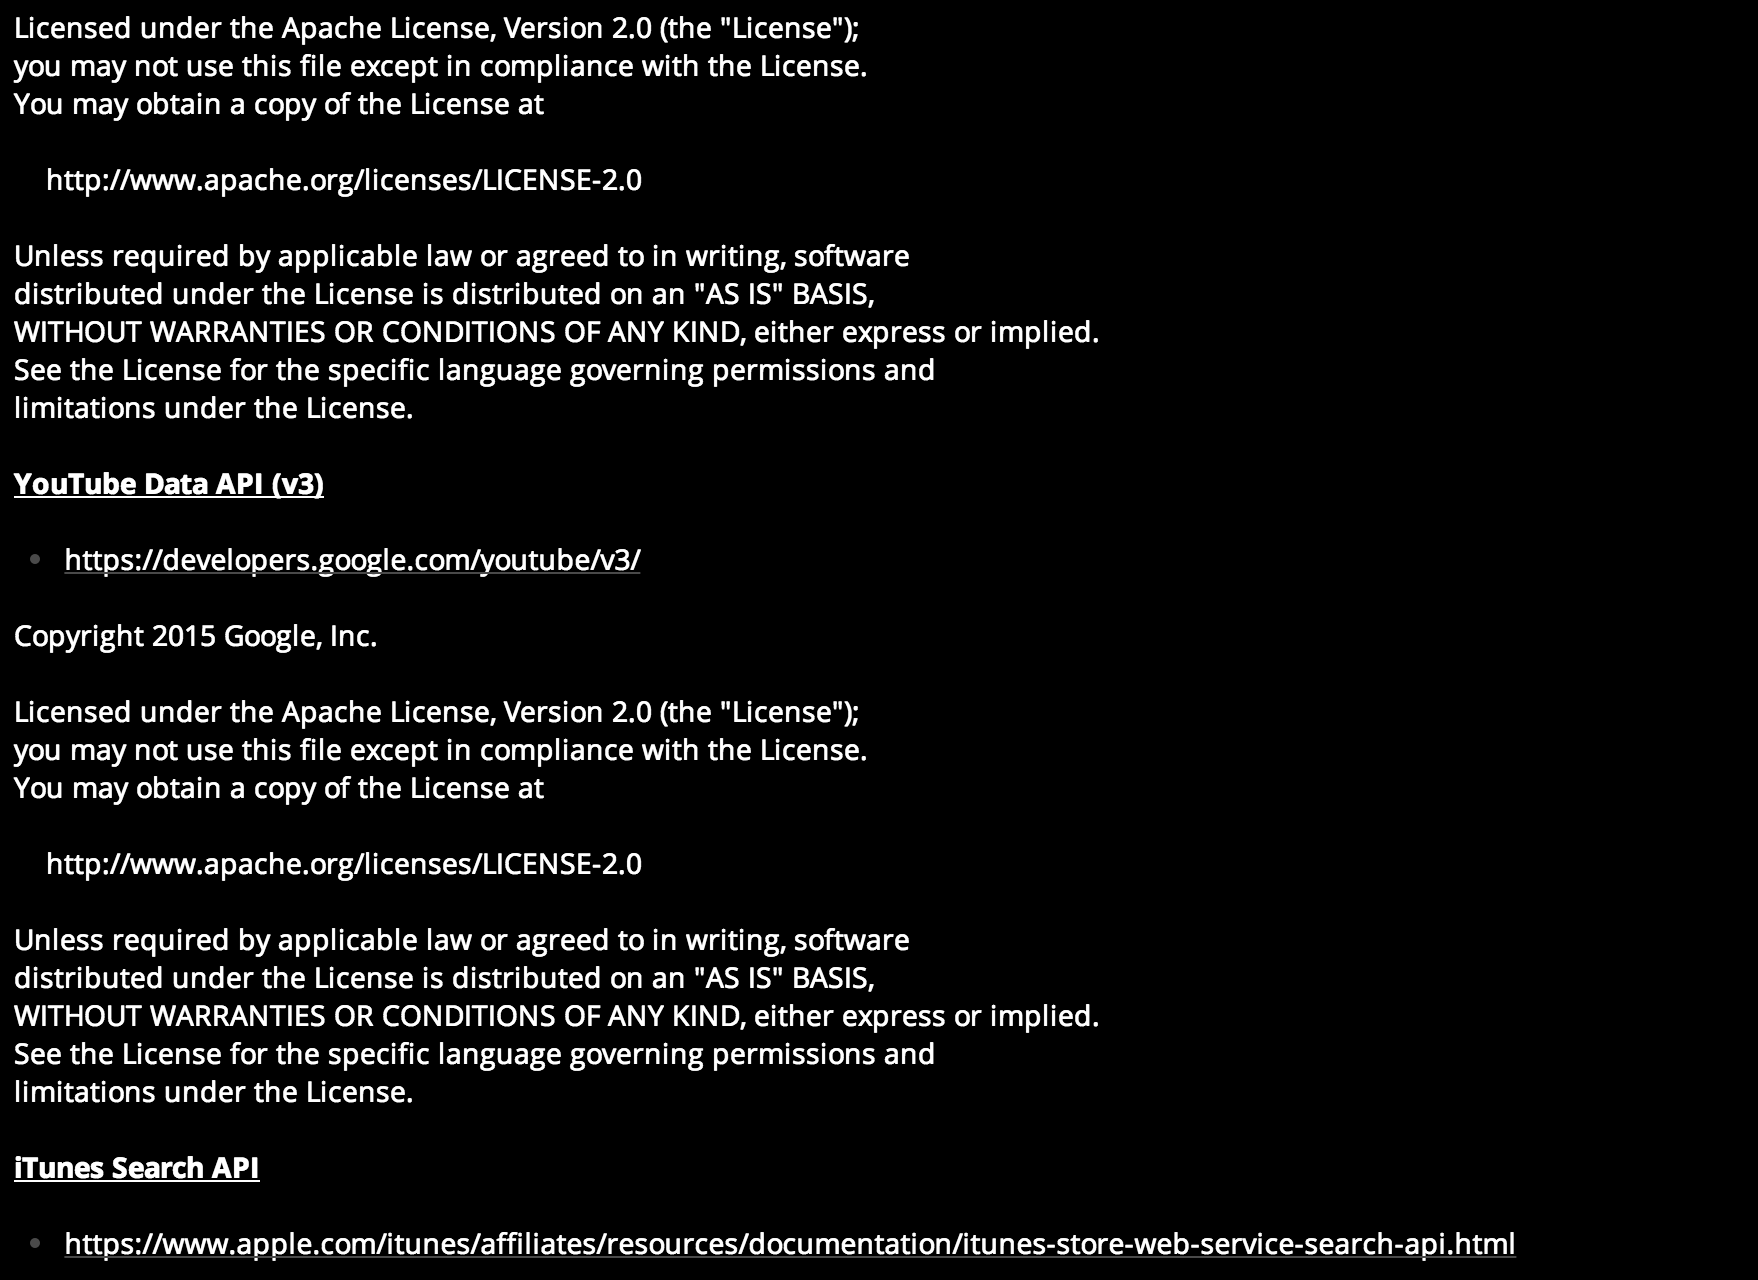 Licensed under the Apache License, Version 2.0 (the "License");
you may not use this file except in compliance with the License.
You may obtain a copy of the License at
http://www.apache.org/licenses/LICENSE-2.0
Unless required by applicable law or agreed to in writing, software
distributed under the License is distributed on an "AS IS" BASIS,
WITHOUT WARRANTIES OR CONDITIONS OF ANY KIND, either express or implied.
See the License for the specific language governing permissions and
limitations under the License.
YouTube Data API (v3)
https://developers.google.com/youtube/v3/
Copyright 2015 Google, Inc.
Licensed under the Apache License, Version 2.0 (the "License");
you may not use this file except in compliance with the License.
You may obtain a copy of the License at
http://www.apache.org/licenses/LICENSE-2.0
Unless required by applicable law or agreed to in writing, software
distributed under the License is distributed on an "AS IS" BASIS,
WITHOUT WARRANTIES OR CONDITIONS OF ANY KIND, either express or implied.
See the License for the specific language governing permissions and
limitations under the License.
iTunes Search API
https://www.apple.com/itunes/affiliates/resources/documentation/itunes-store-web-service-search-api.html